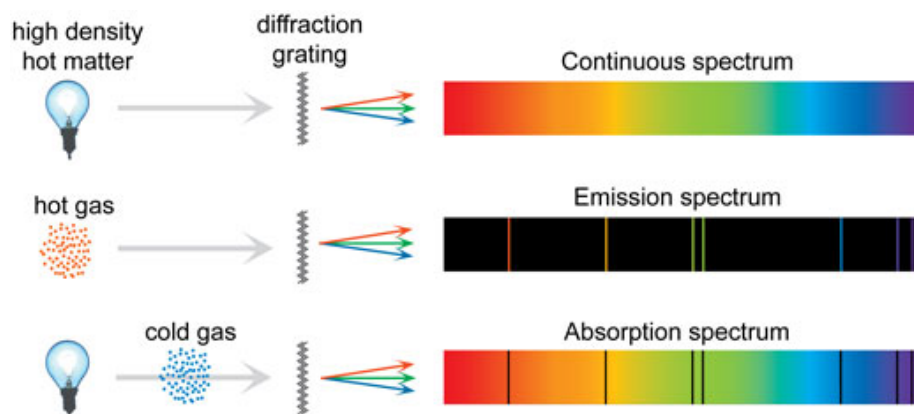 high density
hot matter
diffraction
grating
Continuous spectrum
hot gas
Emission spectrum
cold gas
Absorption spectrum